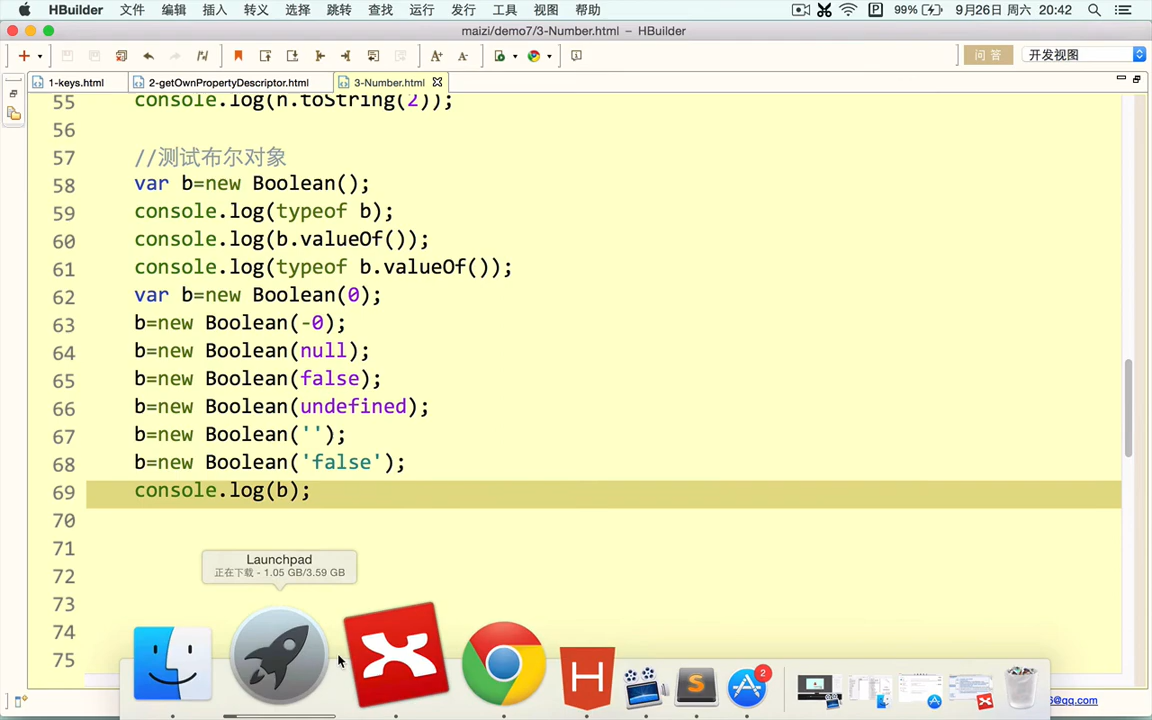 HBuilder 文件 编辑 插入 转义 选择 跳转 查找 运行 发行 工具 视图 帮助 99% 9月26日 周六 20:42
maizi/demo7/3-Number.html – HBuilder
A+ A- 问 答 开发视图
1-keys.html 2-getOwnPropertyDescriptor.html 3-Number.html
55 console.log(n.toString(2));
56
57 //测试布尔对象
58 var b=new Boolean();
59 console.log(typeof b);
60 console.log(b.valueOf());
61 console.log(typeof b.valueOf());
62 var b=new Boolean(0);
63 b=new Boolean(-0);
64 b=new Boolean(null);
65 b=new Boolean(false);
66 b=new Boolean(undefined);
67 b=new Boolean('');
68 b=new Boolean('false');
69 console.log(b);
70
71
72
73
74
75
Launchpad
正在下载 - 1.05 GB/3.59 GB
H S 2
6@qq.com